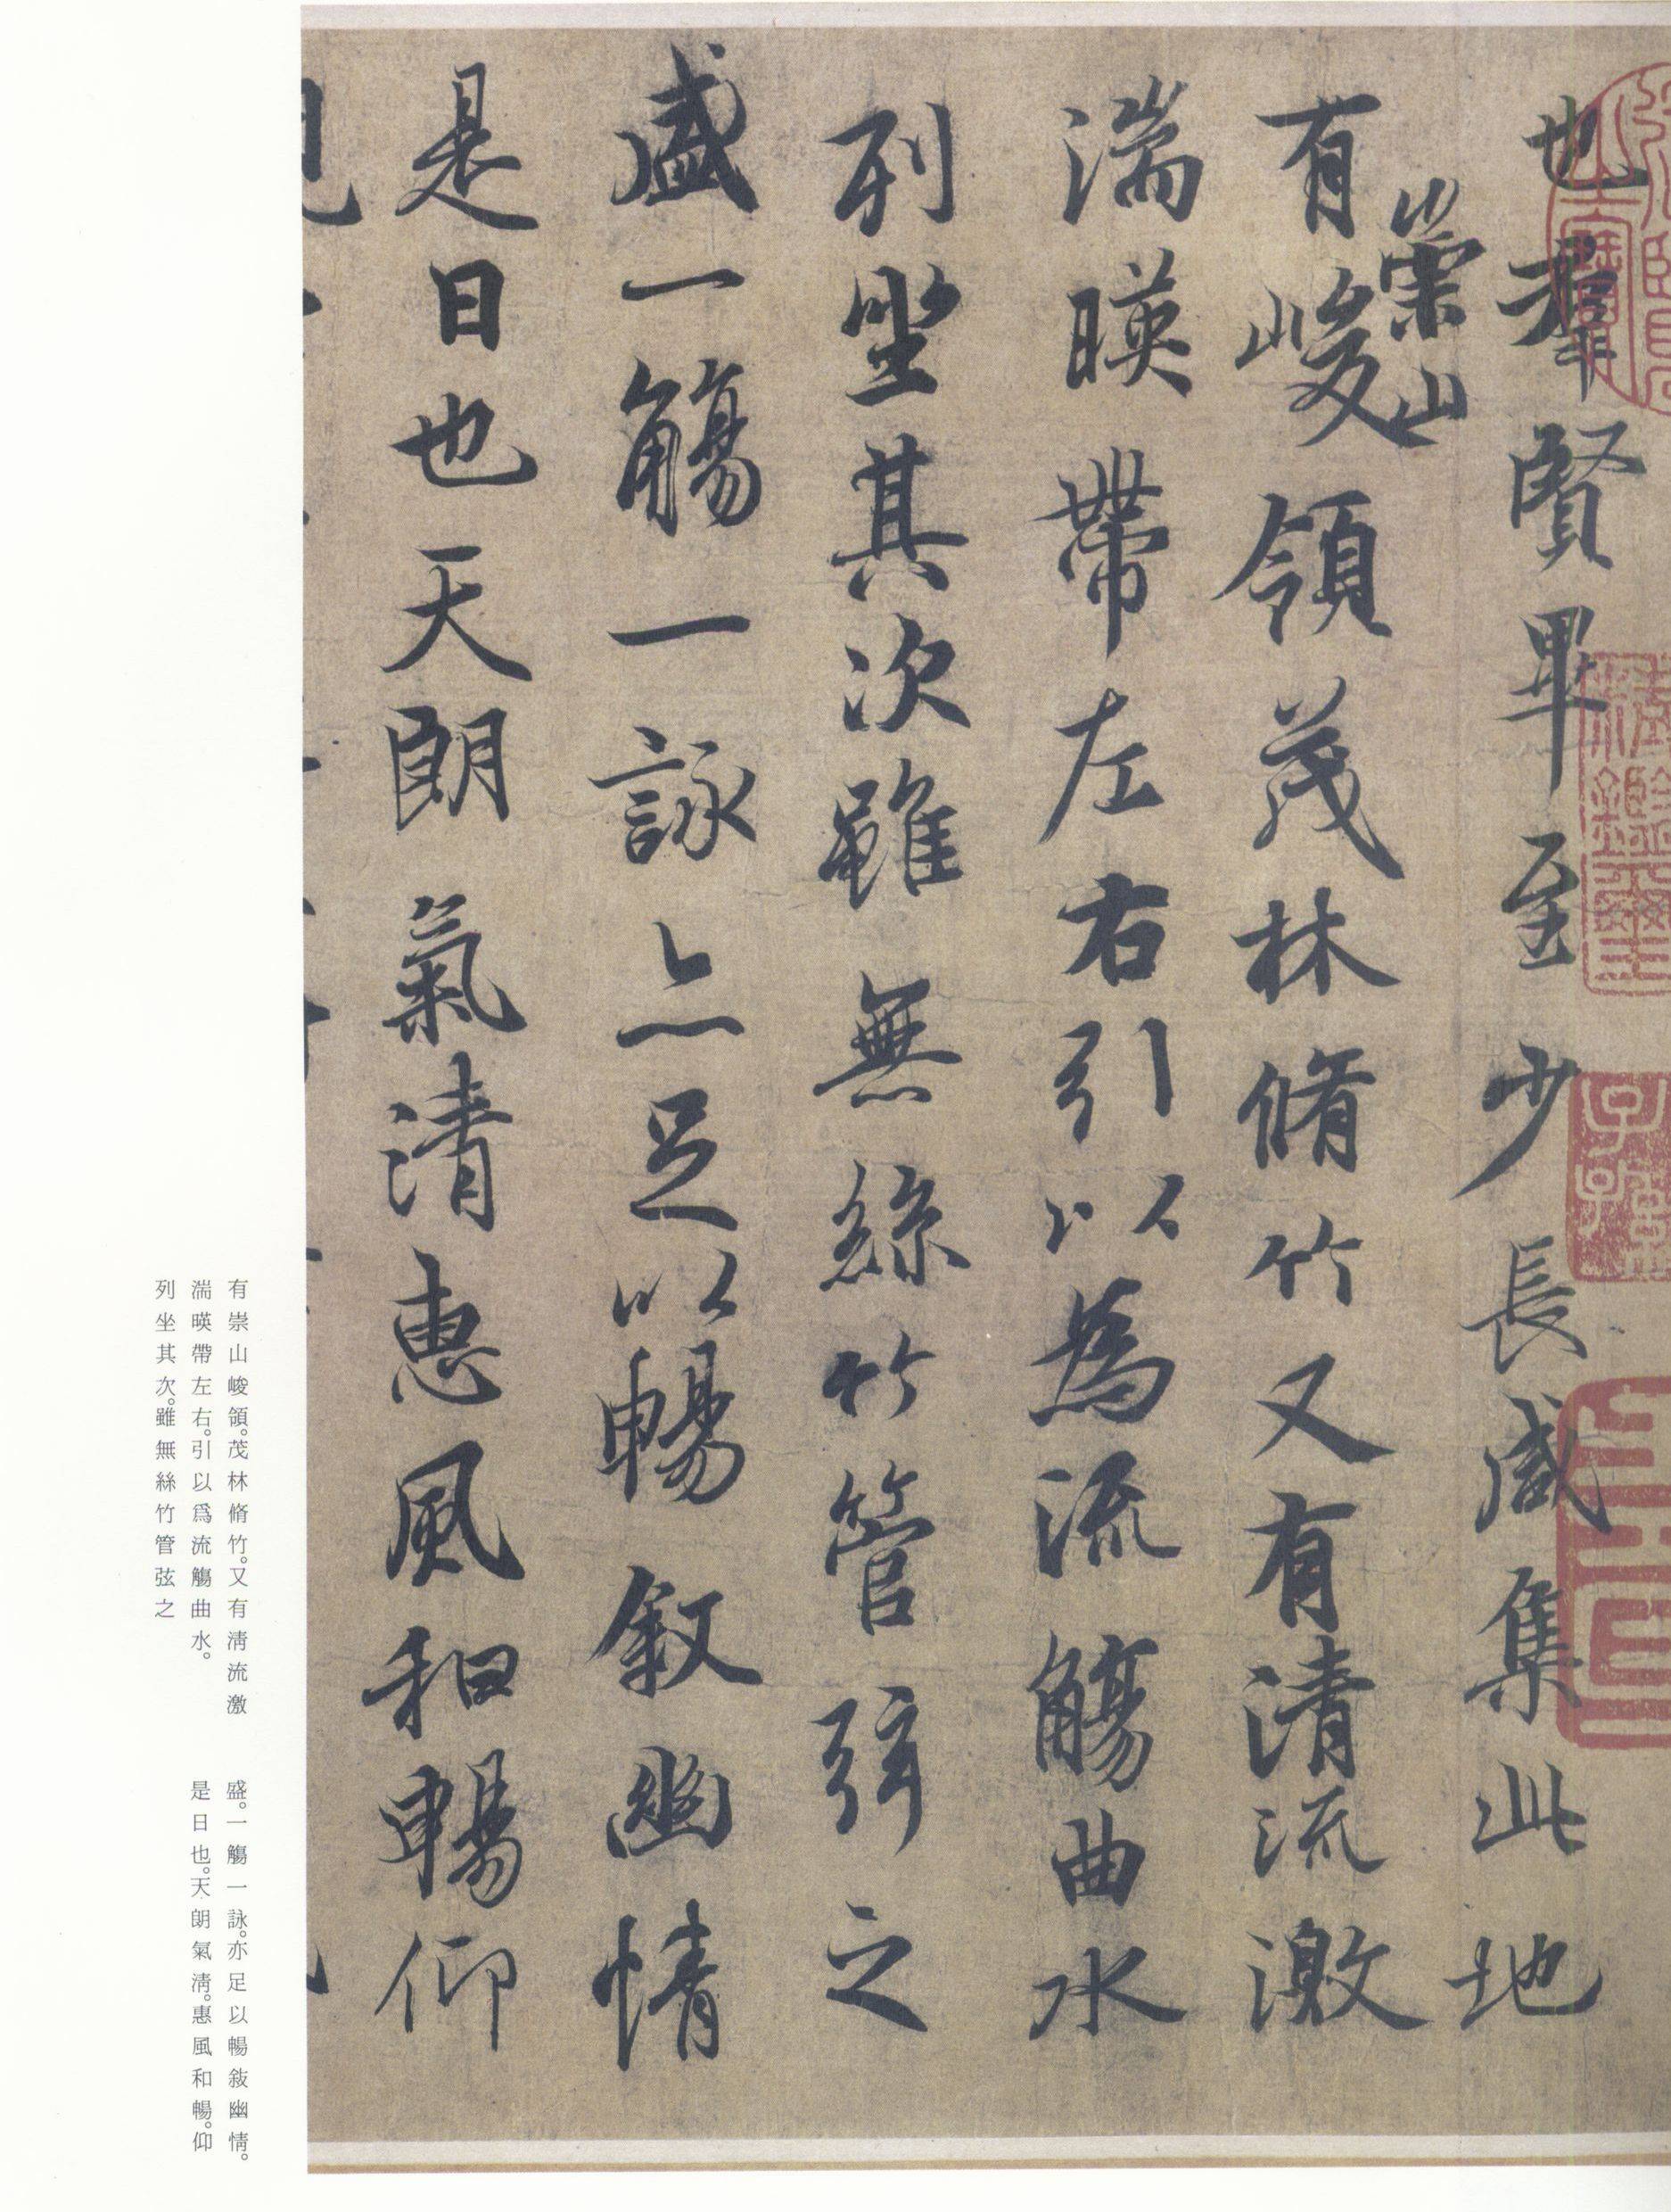 也羣賢畢至少長咸集此地
有崇山峻領茂林脩竹又有清流激
湍暎帶左右引以為流觴曲水
列坐其次雖無絲竹管弦之
盛一觴一詠亦足以暢敘幽情
是日也天朗氣清惠風和暢仰
有崇山峻領。茂林脩竹。又有清流激
湍暎帶左右。引以爲流觴曲水。
列坐其次。雖無絲竹管弦之
盛。一觴一詠。亦足以暢敍幽情。
是日也。天朗氣清。惠風和暢。仰